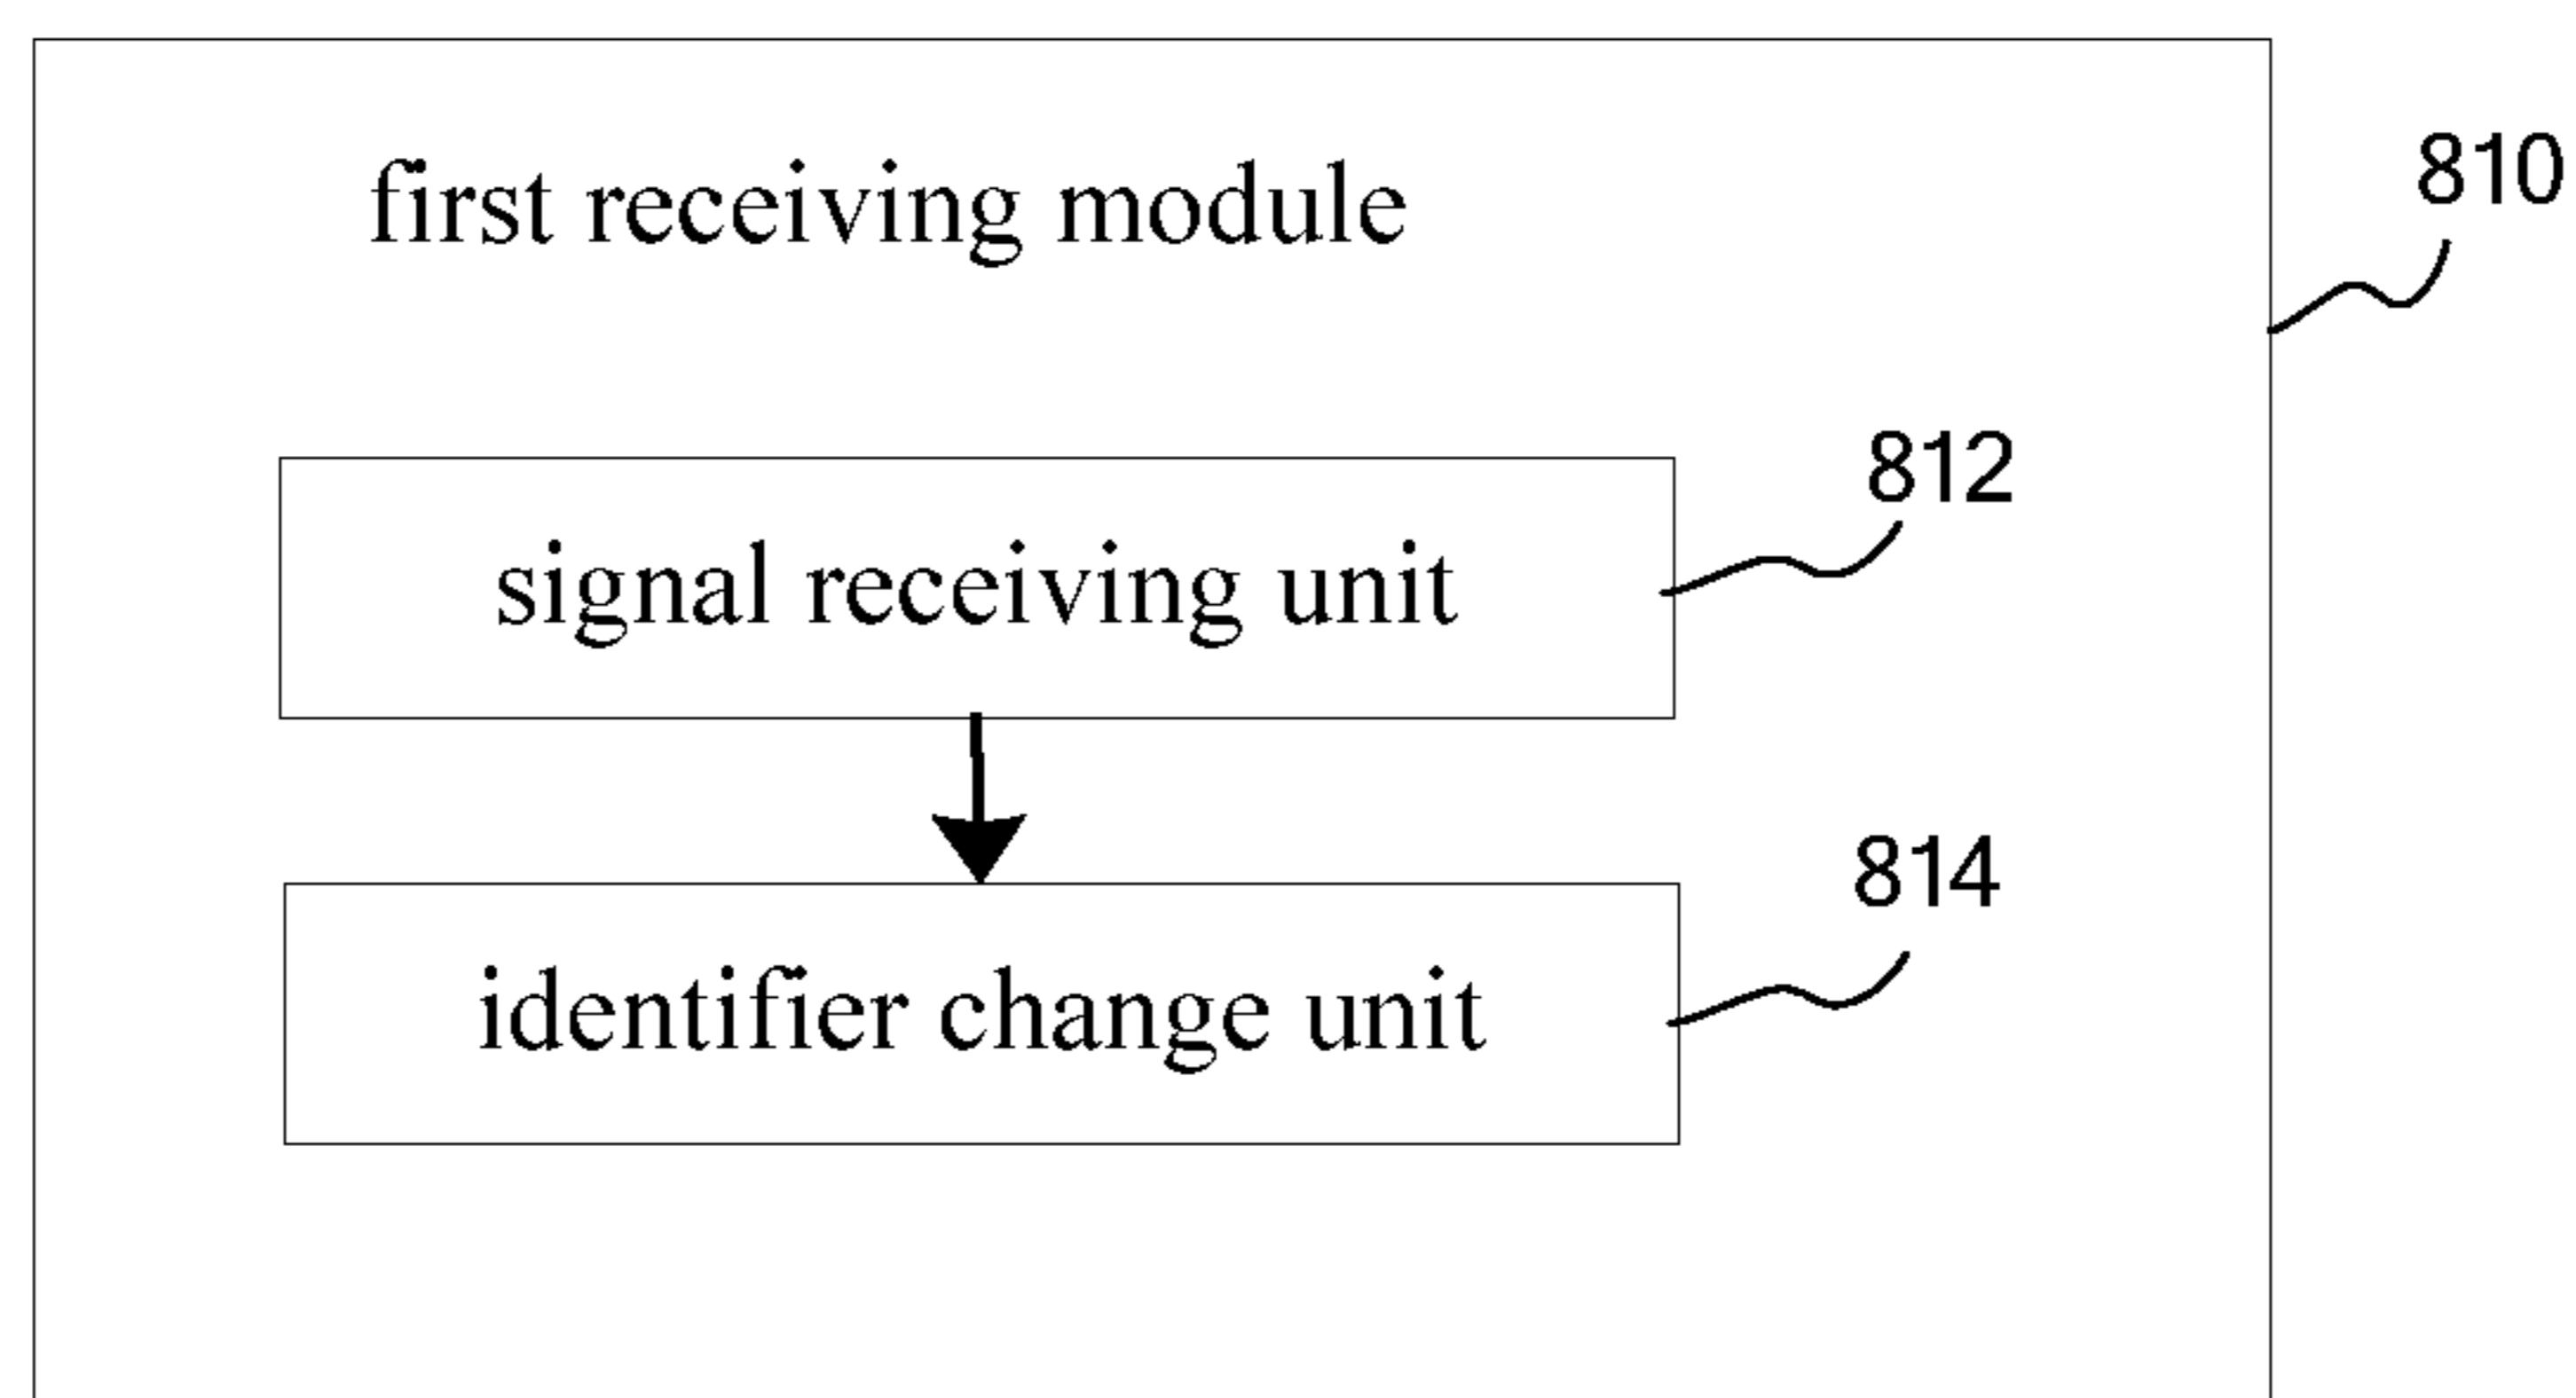 first receiving module
810
812
signal receiving unit
814
identifier change unit